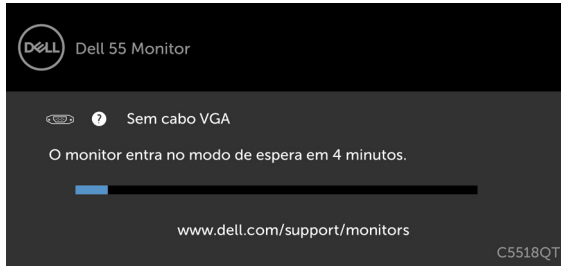 DELL Dell 55 Monitor
? Sem cabo VGA
O monitor entra no modo de espera em 4 minutos.
www.dell.com/support/monitors
C5518QT